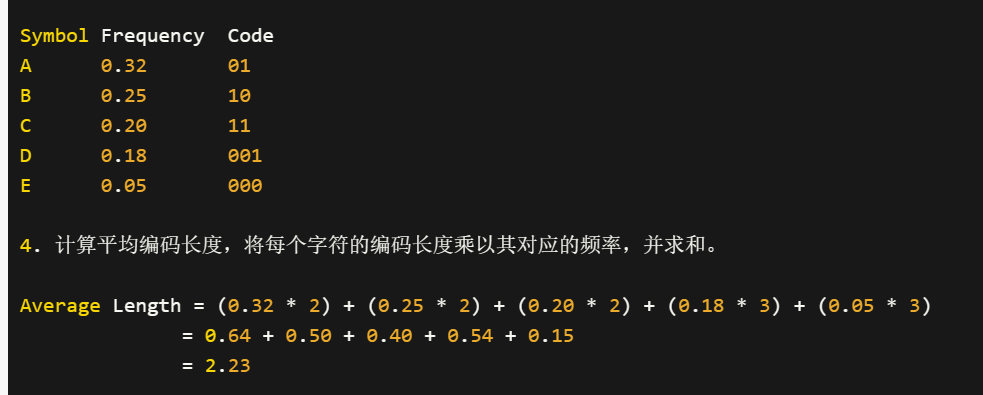 Symbol Frequency Code
A 0.32 01
B 0.25 10
C 0.20 11
D 0.18 001
E 0.05 000
4. 计算平均编码长度，将每个字符的编码长度乘以其对应的频率，并求和。
Average Length = (0.32 * 2) + (0.25 * 2) + (0.20 * 2) + (0.18 * 3) + (0.05 * 3)
= 0.64 + 0.50 + 0.40 + 0.54 + 0.15
= 2.23